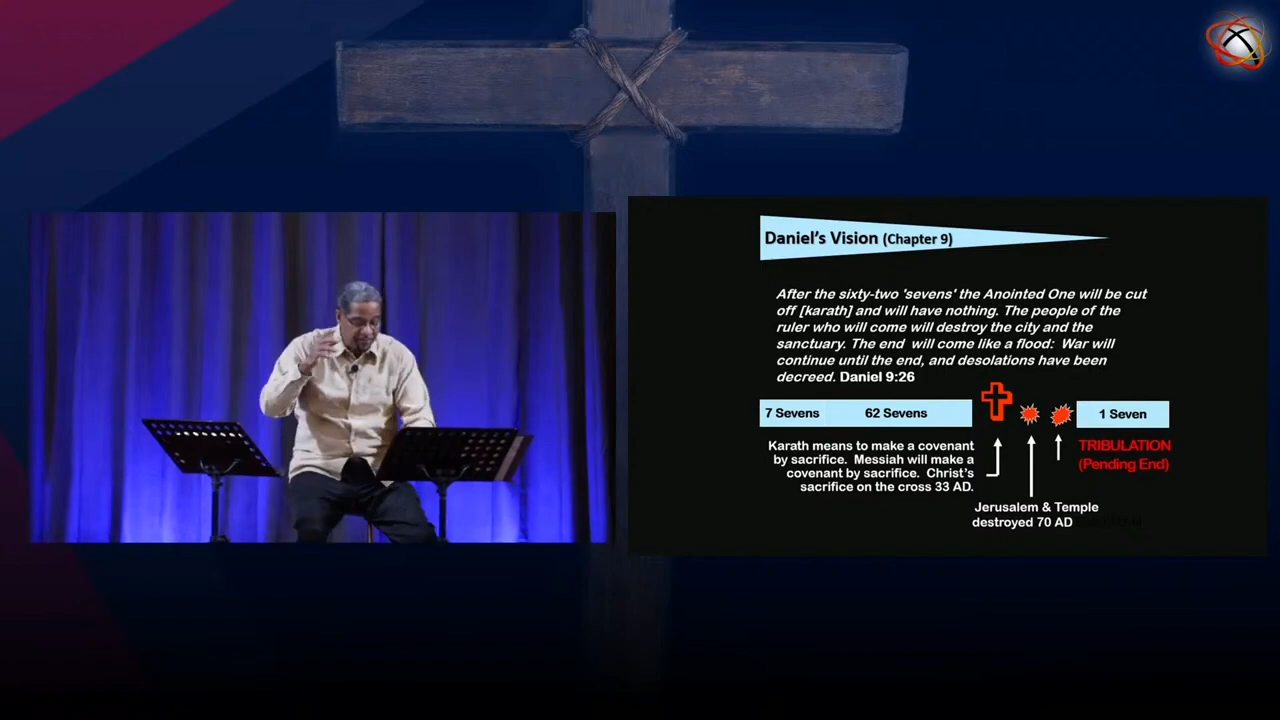 Daniel's Vision (Chapter 9)
After the sixty-two 'sevens' the Anointed One will be cut
off [karath] and will have nothing. The people of the
ruler who will come will destroy the city and the
sanctuary. The end will come like a flood: War will
continue until the end, and desolations have been
decreed. Daniel 9:26
7 Sevens 62 Sevens 1 Seven
Karath means to make a covenant
by sacrifice. Messiah will make a
covenant by sacrifice. Christ's
sacrifice on the cross 33 AD.
TRIBULATION
(Pending End)
Jerusalem & Temple
destroyed 70 AD